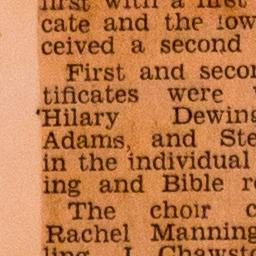 first with a first
cate and the low
ceived a second
First and secon
tificates were
Hilary Dewing
Adams, and Ste
in the individual
ing and Bible r
The choir c
Rachel Manning
ling, J. Chawsto